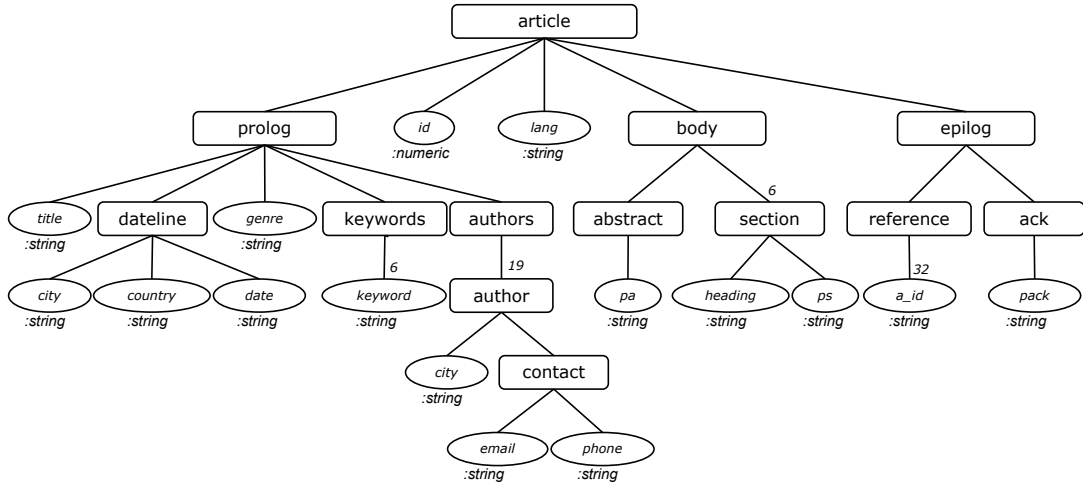 article
prolog
id
:numeric
lang
:string
body
epilog
title
:string
dateline
genre
:string
keywords
authors
abstract
6
section
reference
ack
city
:string
country
:string
date
:string
6
keyword
:string
19
author
pa
:string
heading
:string
ps
:string
32
a_id
:string
pack
:string
city
:string
contact
email
:string
phone
:string